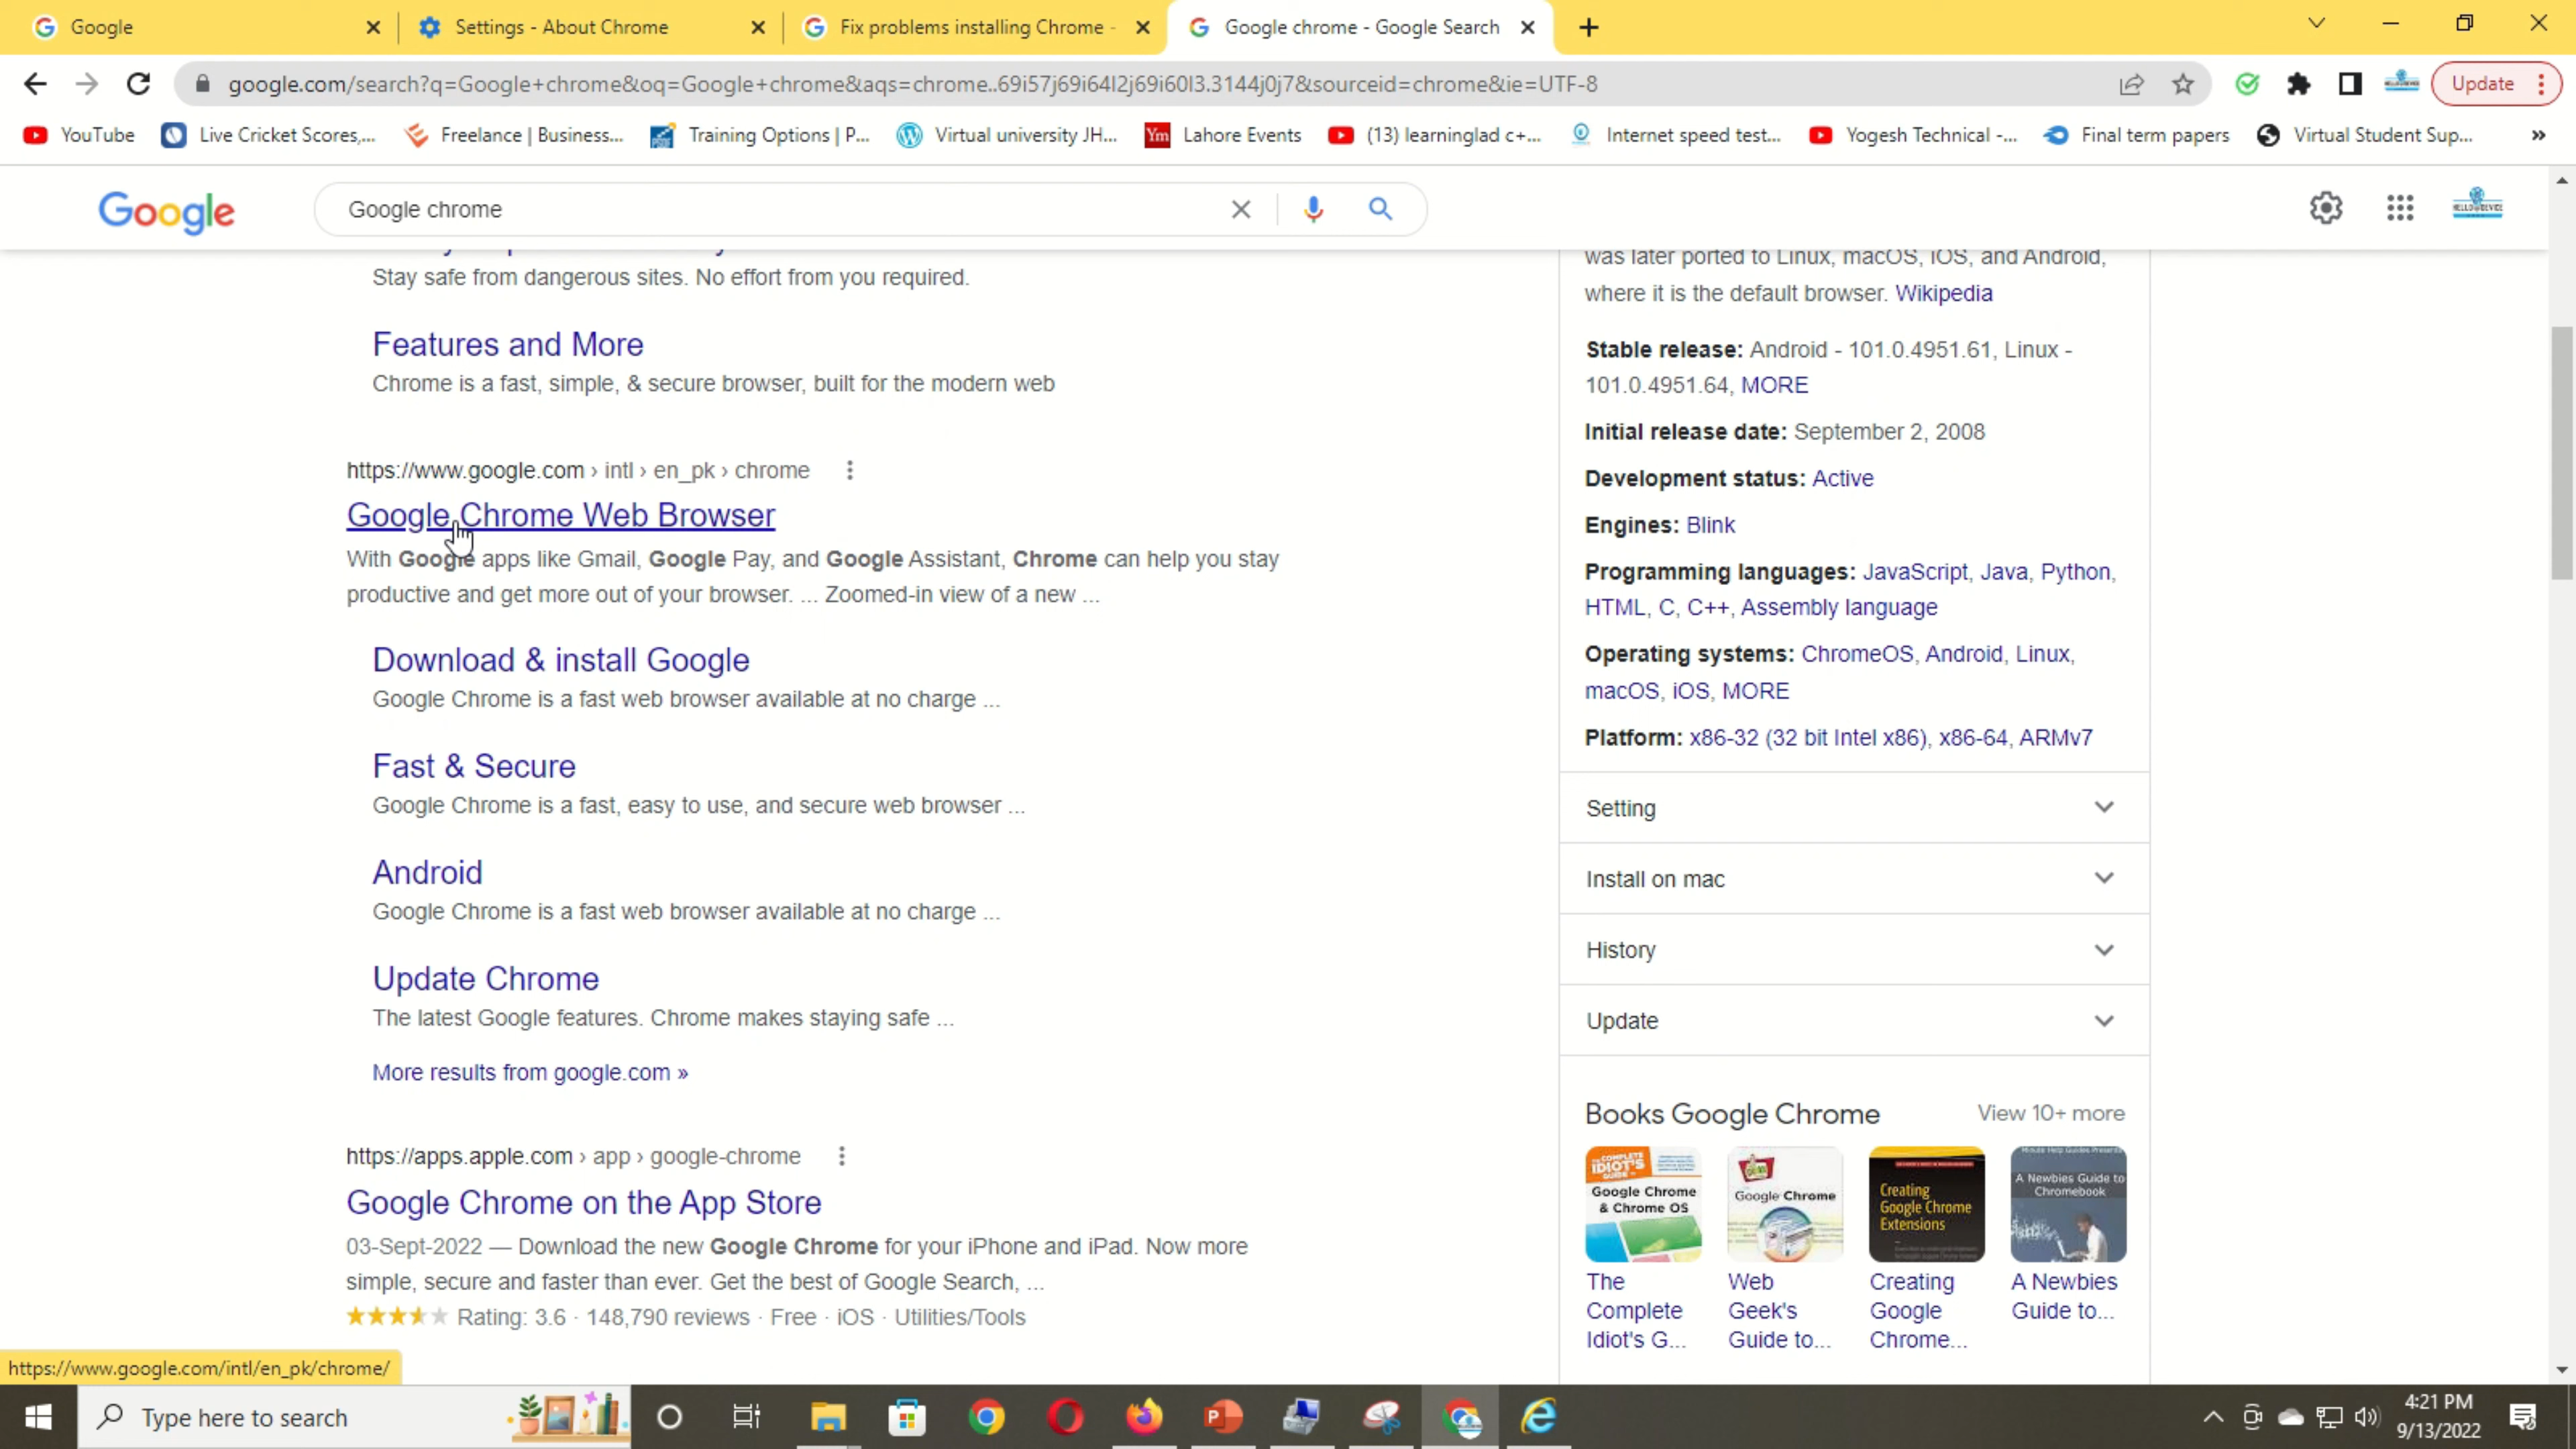 Google
Settings - About Chrome
Fix problems installing Chrome -
Google chrome - Google Search
google.com/search?q=Google+chrome&oq=Google+chrome&aqs=chrome..69i57j69i64l2j69i60l3.3144j0j7&sourceid=chrome&ie=UTF-8
Update
YouTube
Live Cricket Scores,...
Freelance | Business...
Training Options | P...
Virtual university JH...
Ym
Lahore Events
(13) learninglad c+...
Internet speed test...
Yogesh Technical -...
Final term papers
Virtual Student Sup...
»
Google
Google chrome
Stay safe from dangerous sites. No effort from you required.
Features and More
Chrome is a fast, simple, & secure browser, built for the modern web
https://www.google.com › intl › en_pk › chrome
Google Chrome Web Browser
With Google apps like Gmail, Google Pay, and Google Assistant, Chrome can help you stay
productive and get more out of your browser. ... Zoomed-in view of a new ...
Download & install Google
Google Chrome is a fast web browser available at no charge ...
Fast & Secure
Google Chrome is a fast, easy to use, and secure web browser ...
Android
Google Chrome is a fast web browser available at no charge ...
Update Chrome
The latest Google features. Chrome makes staying safe ...
More results from google.com »
https://apps.apple.com › app › google-chrome
Google Chrome on the App Store
03-Sept-2022 — Download the new Google Chrome for your iPhone and iPad. Now more
simple, secure and faster than ever. Get the best of Google Search, ...
Rating: 3.6 · 148,790 reviews · Free · iOS · Utilities/Tools
was later ported to Linux, macOS, iOS, and Android,
where it is the default browser. Wikipedia
Stable release: Android - 101.0.4951.61, Linux -
101.0.4951.64, MORE
Initial release date: September 2, 2008
Development status: Active
Engines: Blink
Programming languages: JavaScript, Java, Python,
HTML, C, C++, Assembly language
Operating systems: ChromeOS, Android, Linux,
macOS, iOS, MORE
Platform: x86-32 (32 bit Intel x86), x86-64, ARMv7
Setting
Install on mac
History
Update
Books Google Chrome
View 10+ more
COMPLETE
IDIOT'S
GUIDE
Google Chrome
& Chrome OS
Google Chrome
Creating
Google Chrome
Extensions
A Newbies Guide to
Chromebook
The
Complete
Idiot's G...
Web
Geek's
Guide to...
Creating
Google
Chrome...
A Newbies
Guide to...
https://www.google.com/intl/en_pk/chrome/
Type here to search
4:21 PM
9/13/2022